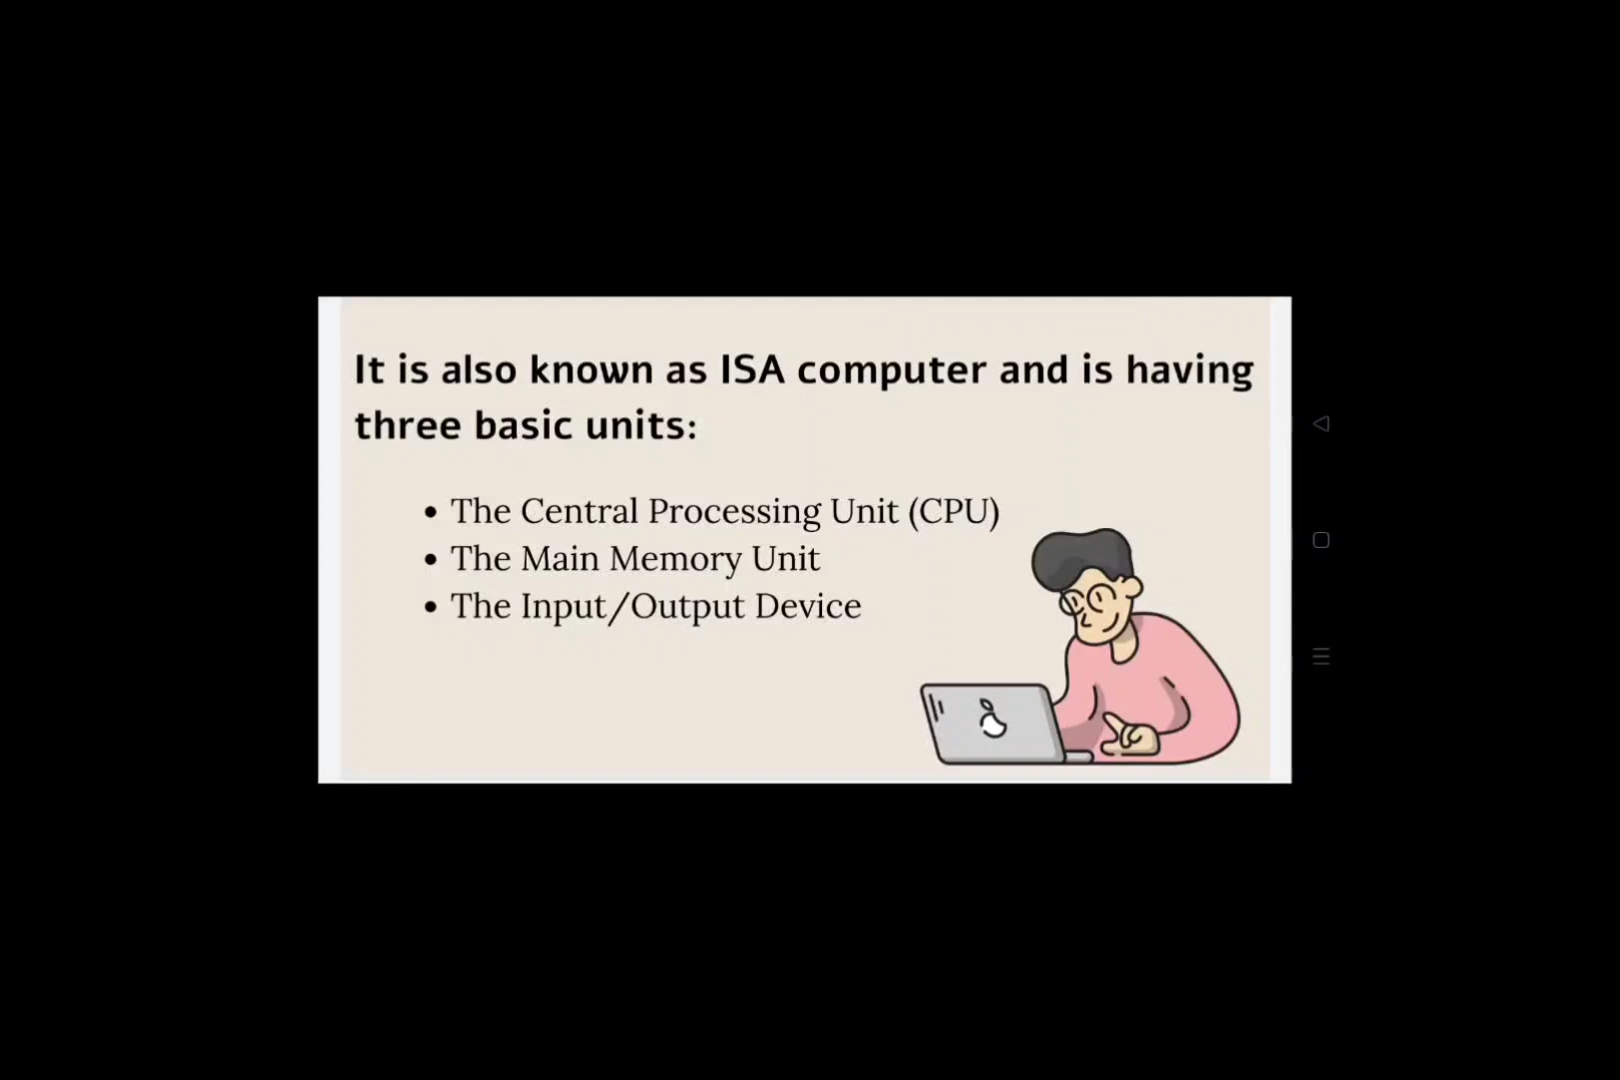 It is also known as ISA computer and is having
three basic units:
• The Central Processing Unit (CPU)
• The Main Memory Unit
• The Input/Output Device